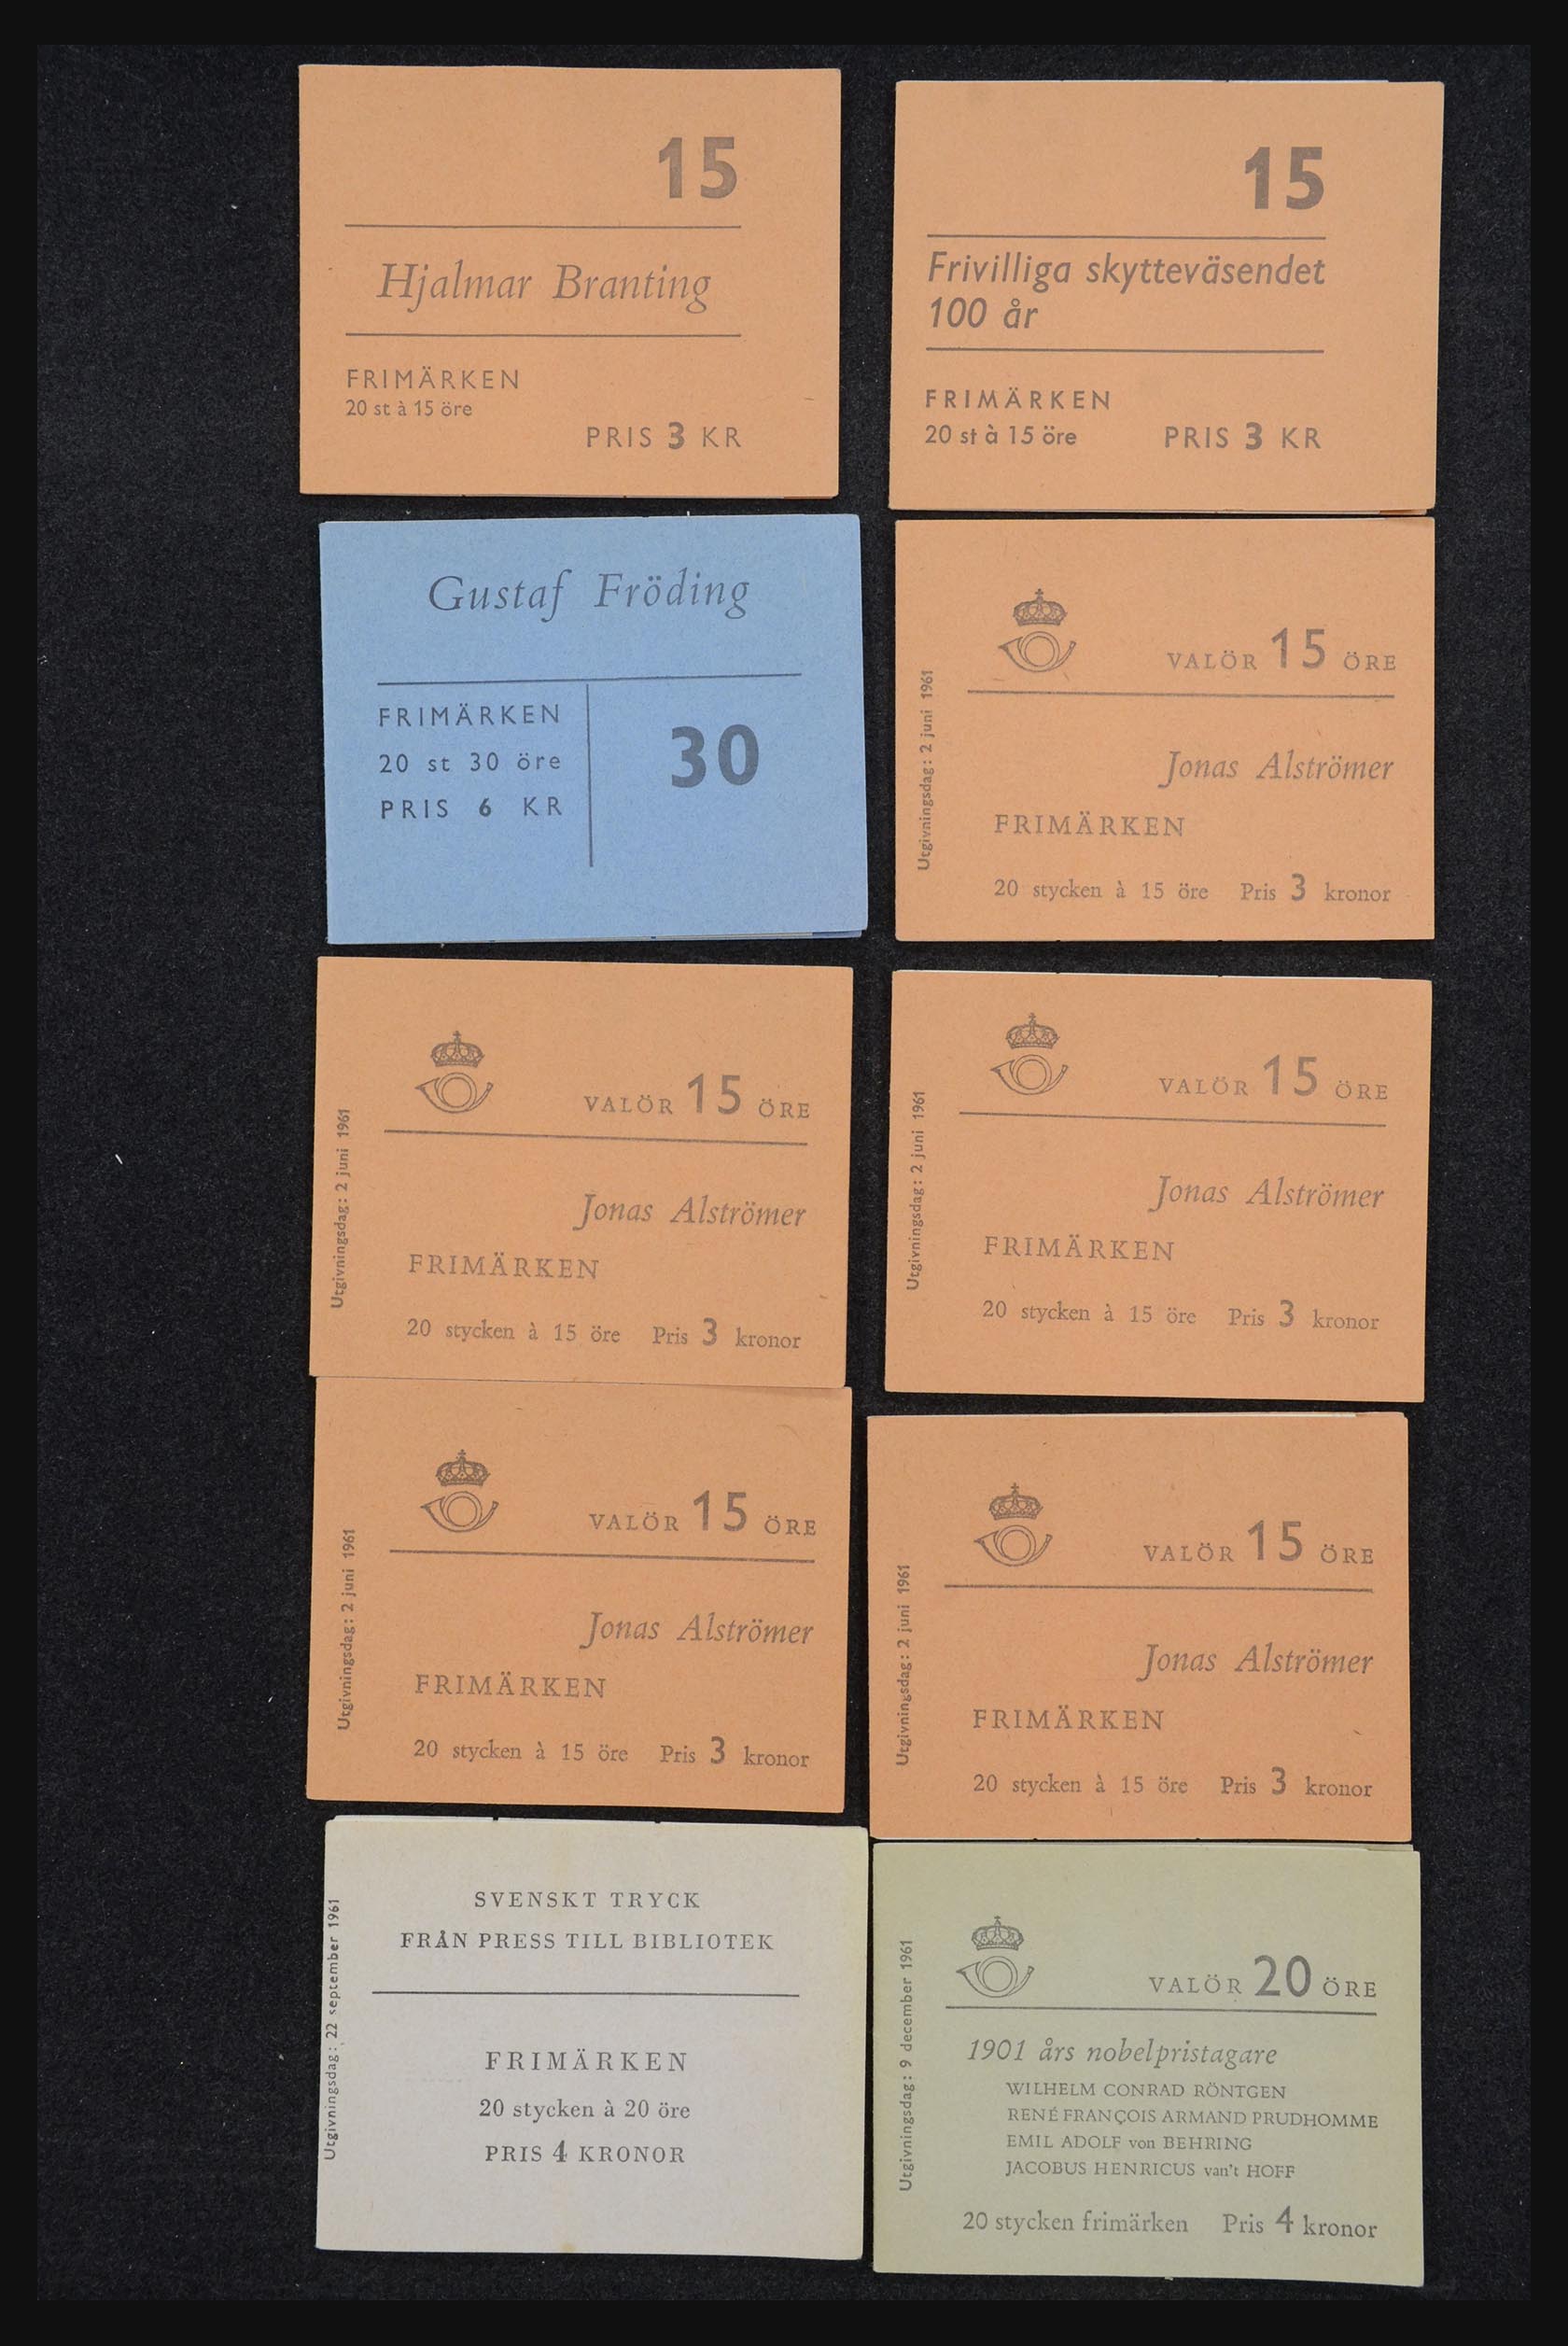 15
Hjalmar Branting
FRIMÄRKEN
20 st à 15 öre
PRIS 3 KR
15
Frivilliga skytteväsendet
100 år
FRIMÄRKEN
20 st à 15 öre PRIS 3 KR
Gustaf Fröding
FRIMÄRKEN
20 st 30 öre
PRIS 6 KR
30
Utgivningsdag: 2 juni 1961
VALÖR 15 ÖRE
Jonas Alströmer
FRIMÄRKEN
20 stycken à 15 öre Pris 3 kronor
Utgivningsdag: 2 juni 1961
VALÖR 15 ÖRE
Jonas Alströmer
FRIMÄRKEN
20 stycken à 15 öre Pris 3 kronor
Utgivningsdag: 2 juni 1961
VALÖR 15 ÖRE
Jonas Alströmer
FRIMÄRKEN
20 stycken à 15 öre Pris 3 kronor
Utgivningsdag: 2 juni 1961
VALÖR 15 ÖRE
Jonas Alströmer
FRIMÄRKEN
20 stycken à 15 öre Pris 3 kronor
Utgivningsdag: 2 juni 1961
VALÖR 15 ÖRE
Jonas Alströmer
FRIMÄRKEN
20 stycken à 15 öre Pris 3 kronor
Utgivningsdag: 22 september 1961
SVENSKT TRYCK
FRÅN PRESS TILL BIBLIOTEK
FRIMÄRKEN
20 stycken à 20 öre
PRIS 4 KRONOR
Utgivningsdag: 9 december 1961
VALÖR 20 ÖRE
1901 års nobelpristagare
WILHELM CONRAD RÖNTGEN
RENÉ FRANÇOIS ARMAND PRUDHOMME
EMIL ADOLF von BEHRING
JACOBUS HENRICUS van't HOFF
20 stycken frimärken Pris 4 kronor